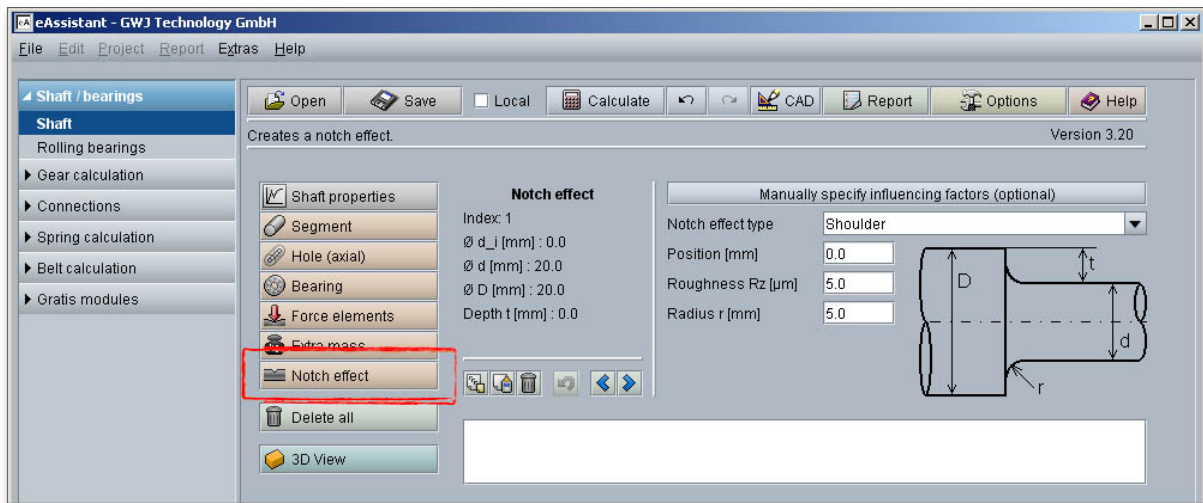 eA eAssistant - GWJ Technology GmbH
File Edit Project Report Extras Help
Shaft / bearings
Shaft
Rolling bearings
Gear calculation
Connections
Spring calculation
Belt calculation
Gratis modules
Open Save Local Calculate CAD Report Options Help
Creates a notch effect. Version 3.20
Shaft properties
Segment
Hole (axial)
Bearing
Force elements
Extra mass
Notch effect
Delete all
3D View
Notch effect
Index: 1
Ø d_i [mm] : 0.0
Ø d [mm] : 20.0
Ø D [mm] : 20.0
Depth t [mm] : 0.0
Manually specify influencing factors (optional)
Notch effect type Shoulder
Position [mm] 0.0
Roughness Rz [µm] 5.0
Radius r [mm] 5.0
D
t
d
r